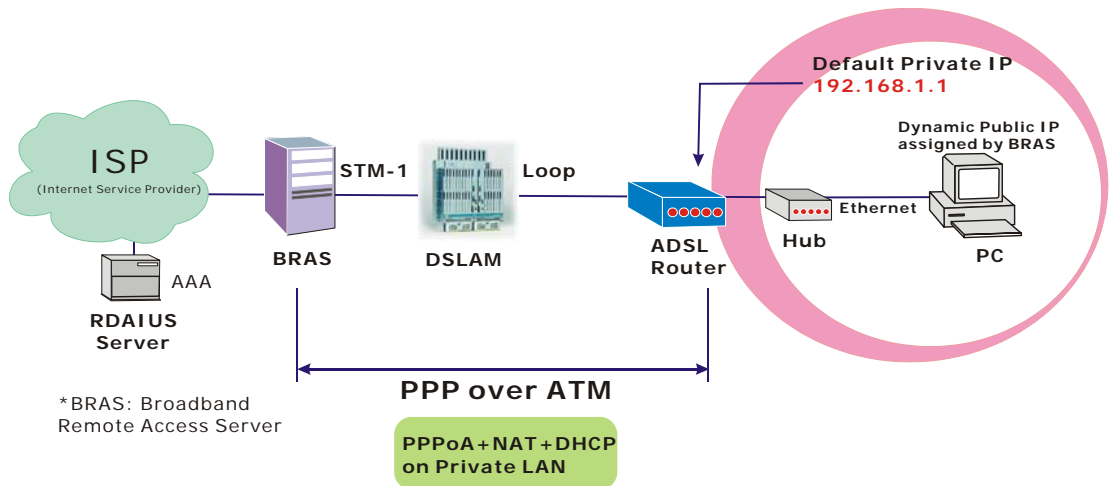 Default Private IP
192.168.1.1
Dynamic Public IP
assigned by BRAS
ISP
(Internet Service Provider)
STM-1
Loop
Ethernet
BRAS
DSLAM
ADSL
Router
Hub
PC
AAA
RDAIUS
Server
PPP over ATM
*BRAS: Broadband
Remote Access Server
PPPoA+NAT+DHCP
on Private LAN